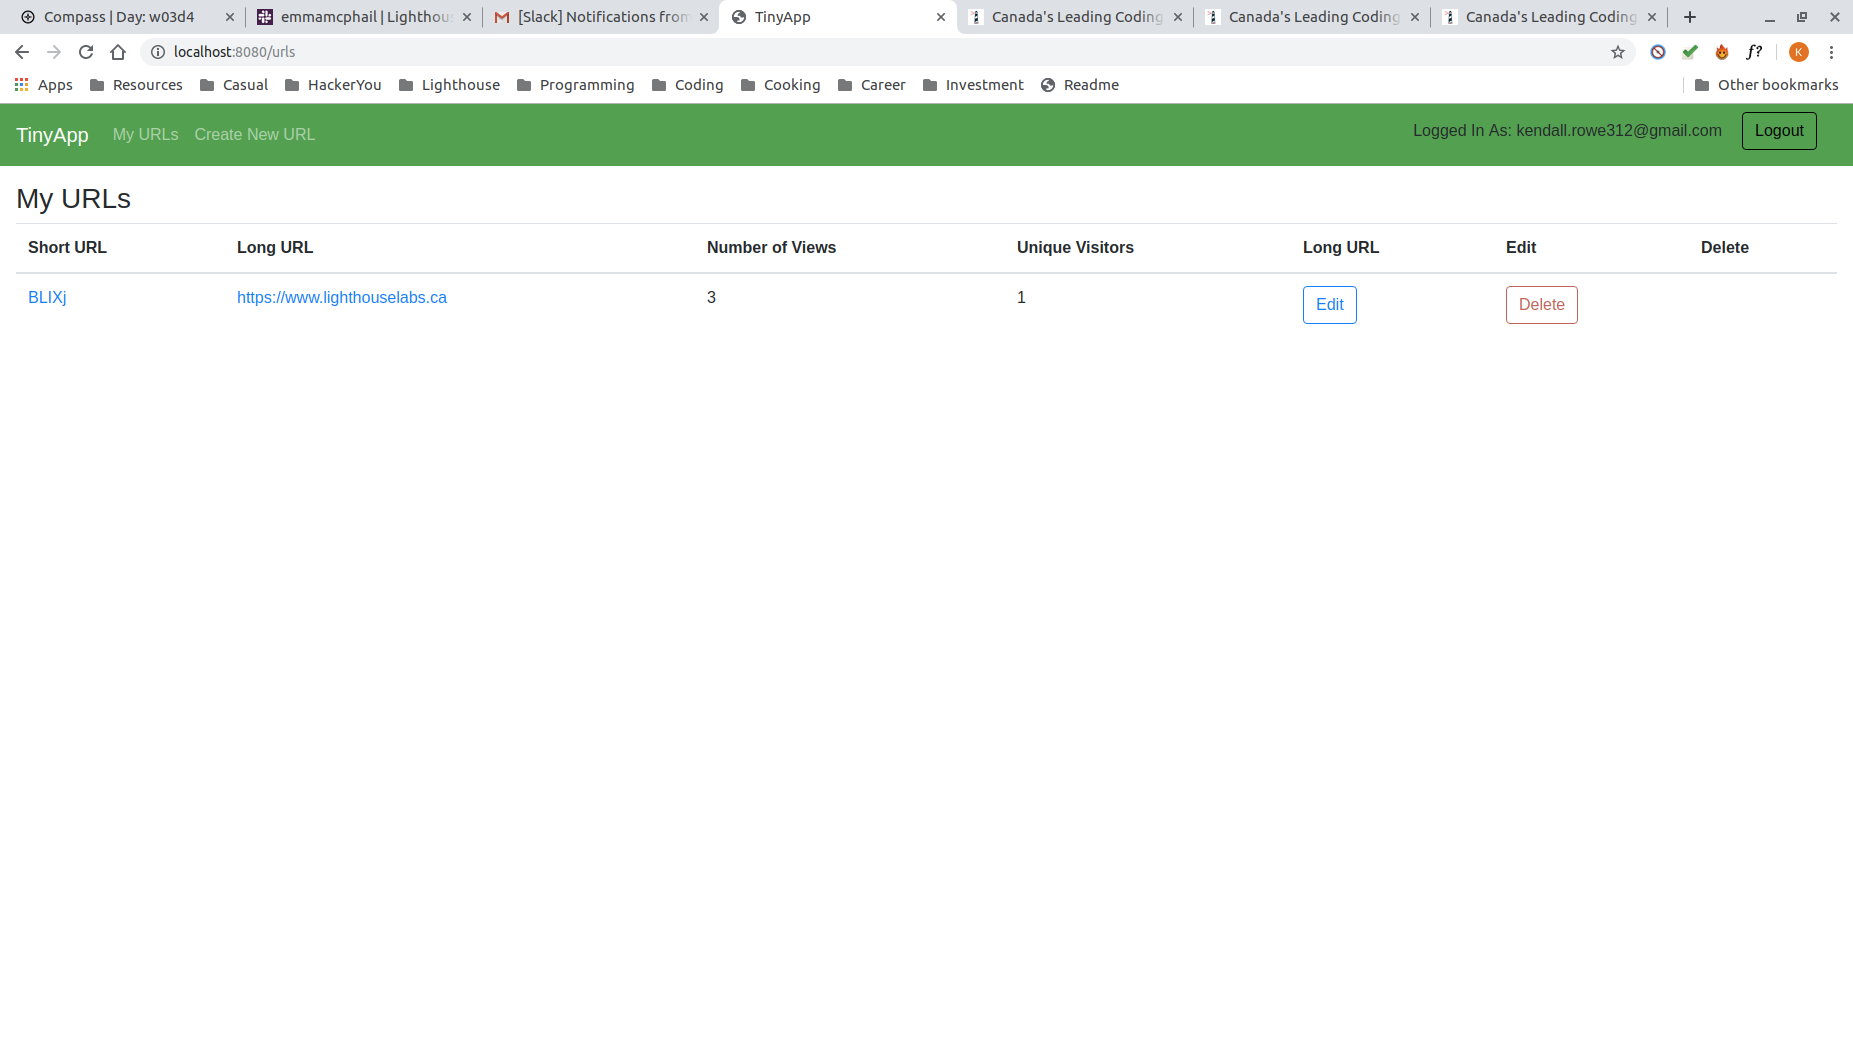 Compass | Day: w03d4
emmamcphail | Lighthous
[Slack] Notifications from
TinyApp
Canada's Leading Coding
Canada's Leading Coding
Canada's Leading Coding
localhost:8080/urls
f?
K
Apps
Resources
Casual
HackerYou
Lighthouse
Programming
Coding
Cooking
Career
Investment
Readme
Other bookmarks
TinyApp
My URLs
Create New URL
Logged In As: kendall.rowe312@gmail.com
Logout
My URLs
Short URL Long URL Number of Views Unique Visitors Long URL Edit Delete
BLIXj https://www.lighthouselabs.ca 3 1 Edit Delete